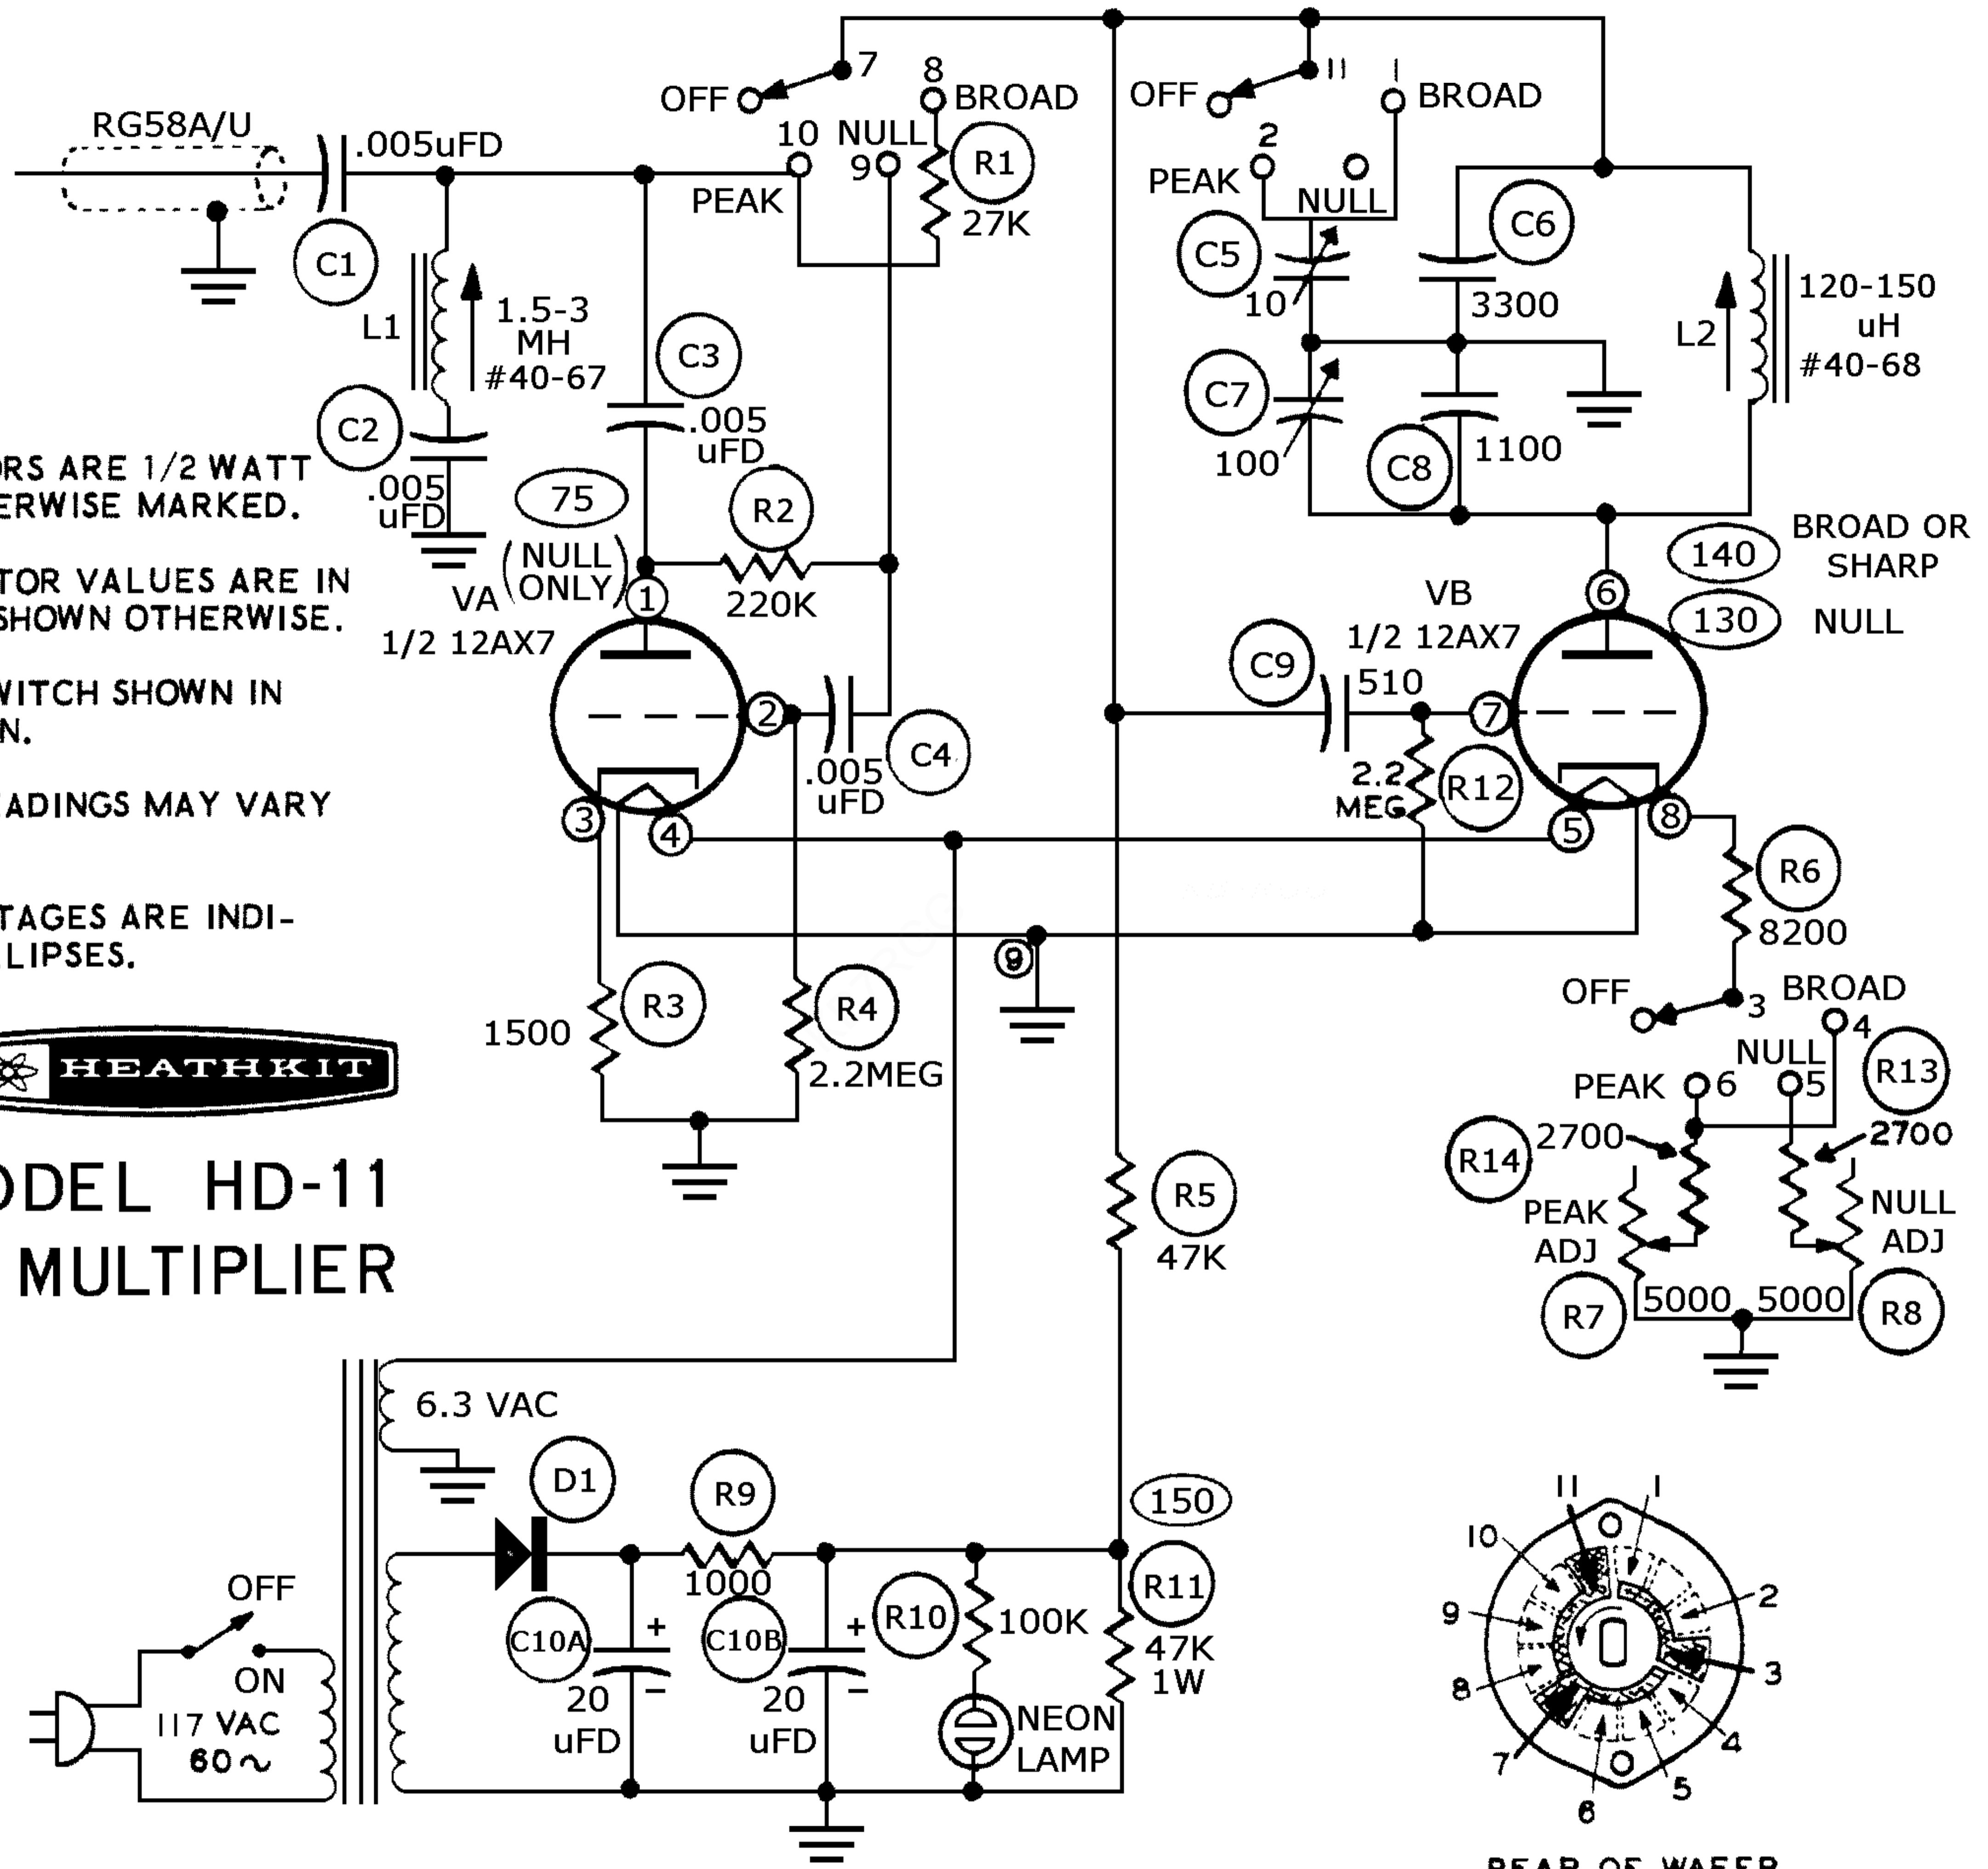 7
8
11
1
OFF
BROAD
OFF
BROAD
RG58A/U
.005uFD
10
NULL
9
R1
2
PEAK
27K
PEAK
NULL
C1
C5
C6
10
3300
L1
1.5-3
MH
#40-67
C3
L2
120-150
uH
#40-68
C2
.005
uFD
C7
100
C8
1100
ORS ARE 1/2 WATT
ERWISE MARKED.
.005
uFD
75
R2
(NULL
ONLY)
220K
TOR VALUES ARE IN
SHOWN OTHERWISE.
VA
1/2 12AX7
1
VB
1/2 12AX7
6
140
BROAD OR
SHARP
130
NULL
WITCH SHOWN IN
N.
2
C4
.005
uFD
C9
510
7
2.2
MEG
R12
EADINGS MAY VARY
3
4
5
8
R6
8200
TAGES ARE INDI-
LIPSES.
9
R3
1500
R4
2.2MEG
OFF
3
BROAD
4
NULL
R13
PEAK
6
5
R14
2700
2700
HEATHKIT
PEAK
ADJ
NULL
ADJ
ODEL HD-11
MULTIPLIER
R5
47K
R7
5000
5000
R8
6.3 VAC
D1
R9
150
1000
R10
100K
R11
47K
1W
OFF
ON
117 VAC
60~
C10A
+
-
20
uFD
C10B
+
-
20
uFD
NEON
LAMP
11
1
10
2
9
3
8
4
7
5
6
REAR OF WAFER